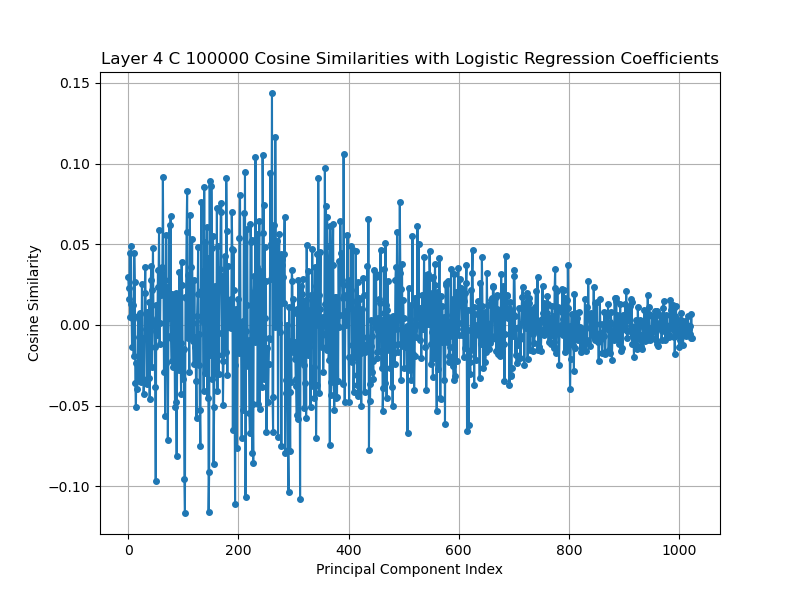 Layer 4 C 100000 Cosine Similarities with Logistic Regression Coefficients
0.15
0.10
0.05
0.00
−0.05
−0.10
Cosine Similarity
0 200 400 600 800 1000
Principal Component Index